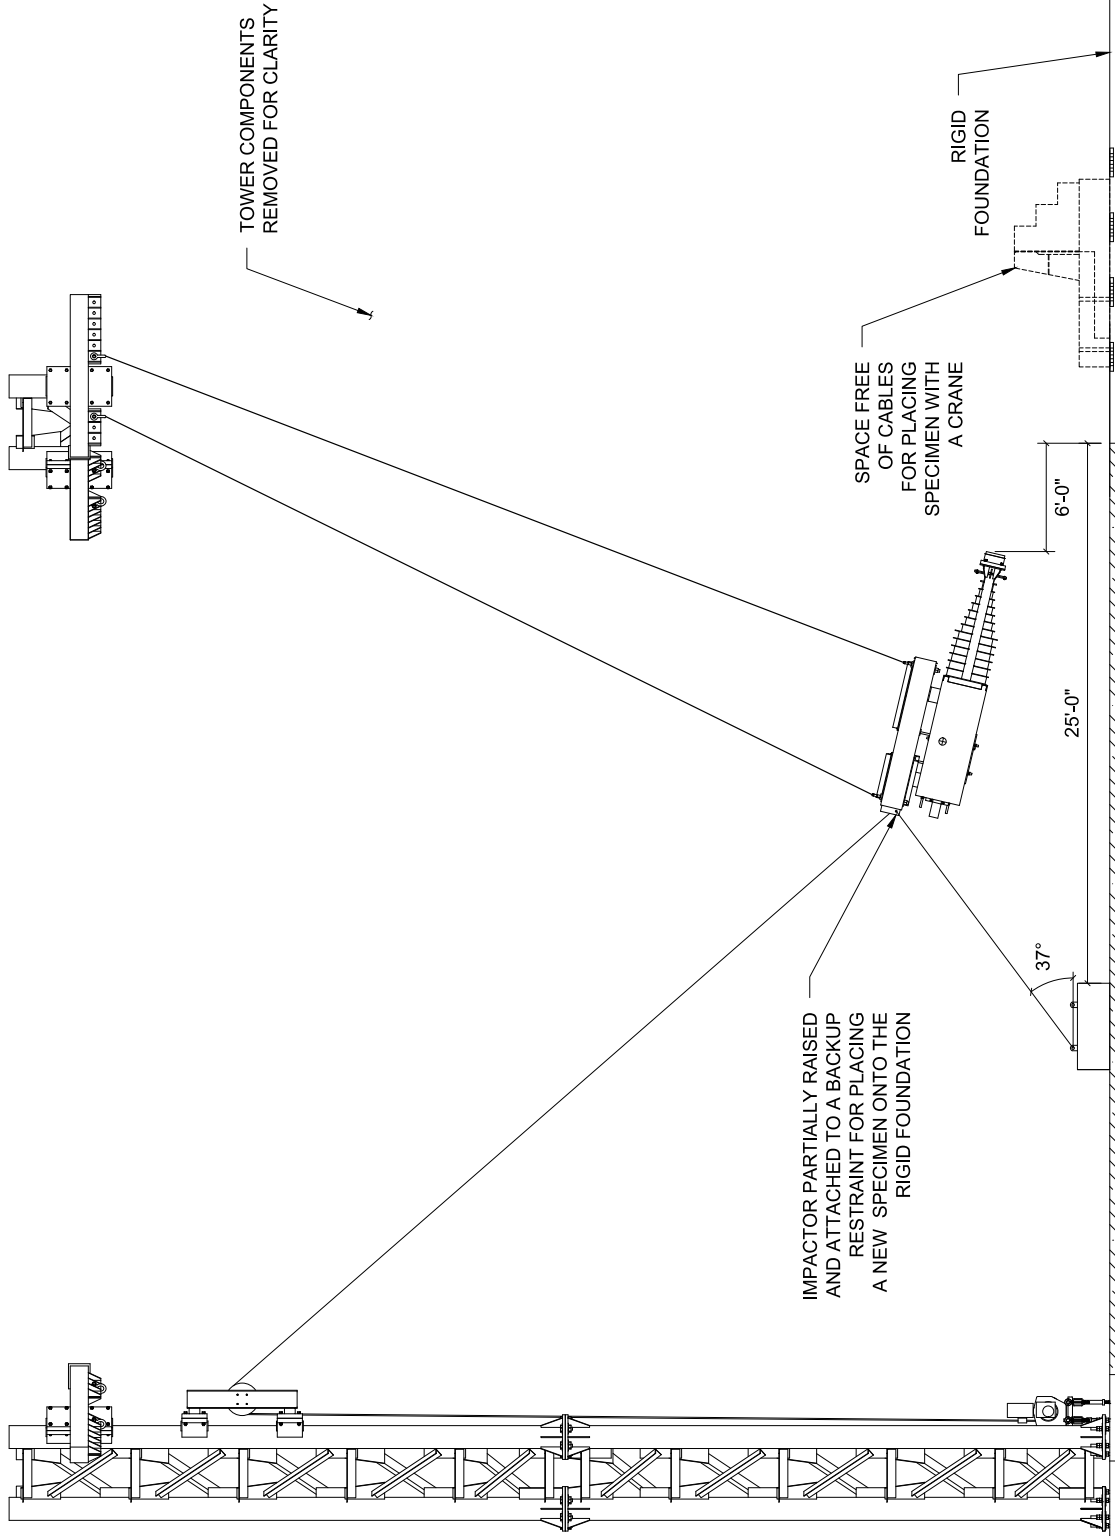 TOWER COMPONENTS
REMOVED FOR CLARITY
RIGID
FOUNDATION
SPACE FREE
OF CABLES
FOR PLACING
SPECIMEN WITH
A CRANE
6'-0"
25'-0"
37°
IMPACTOR PARTIALLY RAISED
AND ATTACHED TO A BACKUP
RESTRAINT FOR PLACING
A NEW SPECIMEN ONTO THE
RIGID FOUNDATION